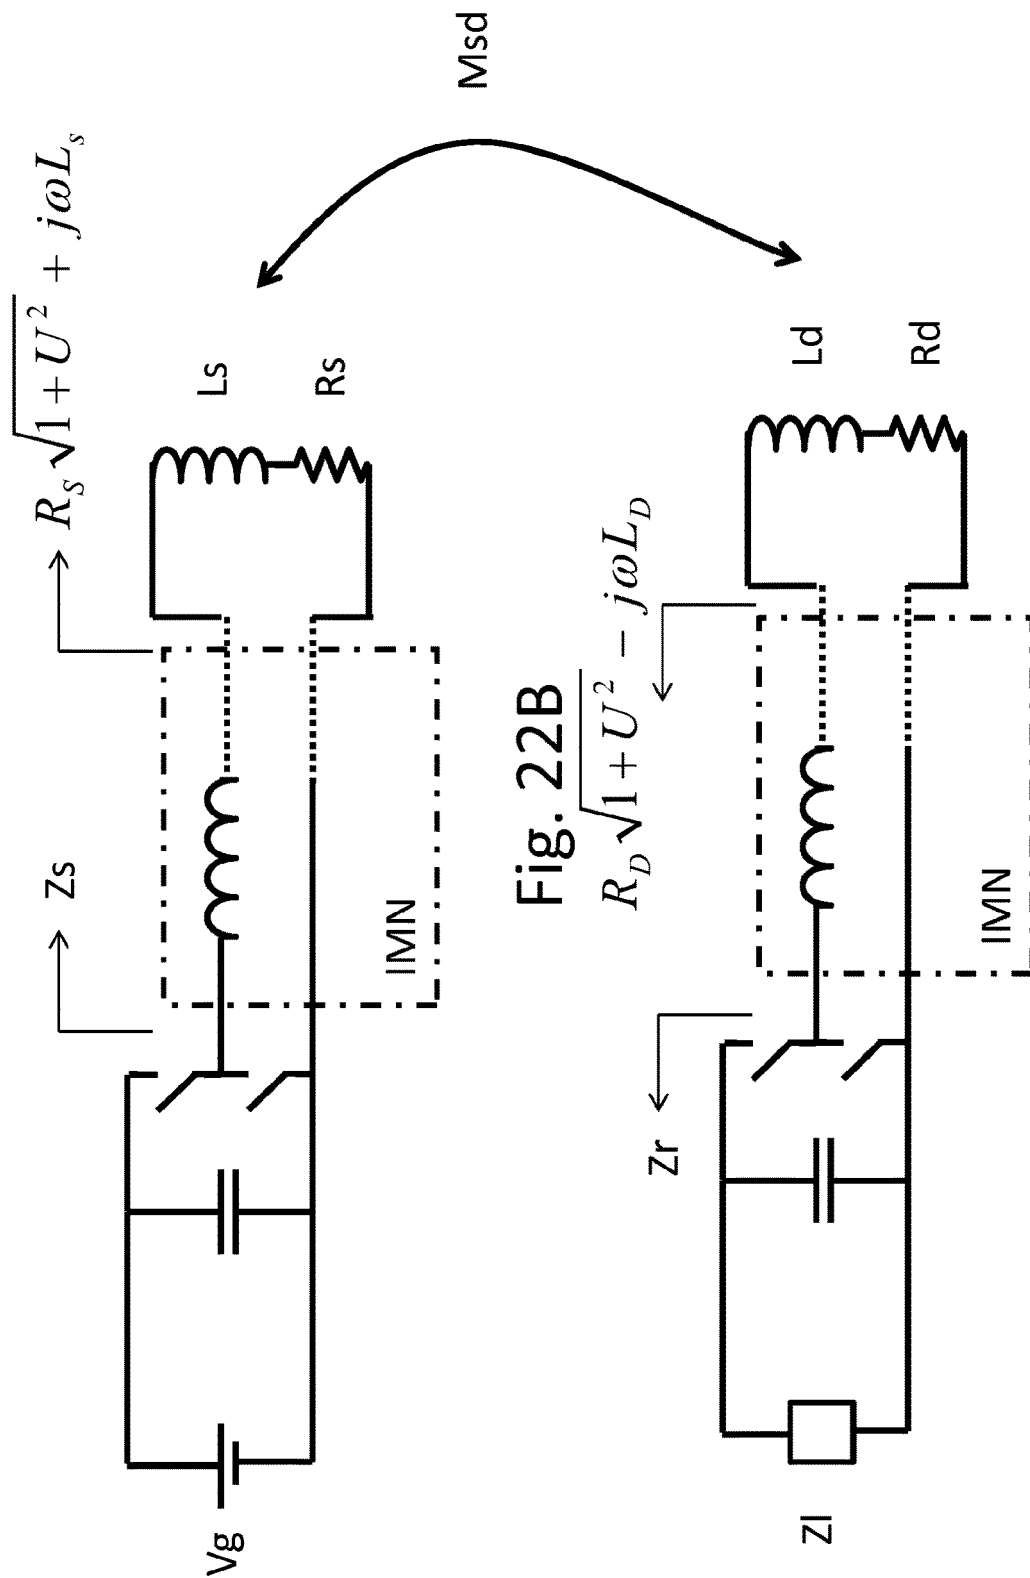 Vg
Zs
IMN
R_S √(1+U²) + jωL_s
Ls
Rs
Msd
Fig. 22B
Zl
Zr
IMN
R_D √(1+U²) − jωL_D
Ld
Rd